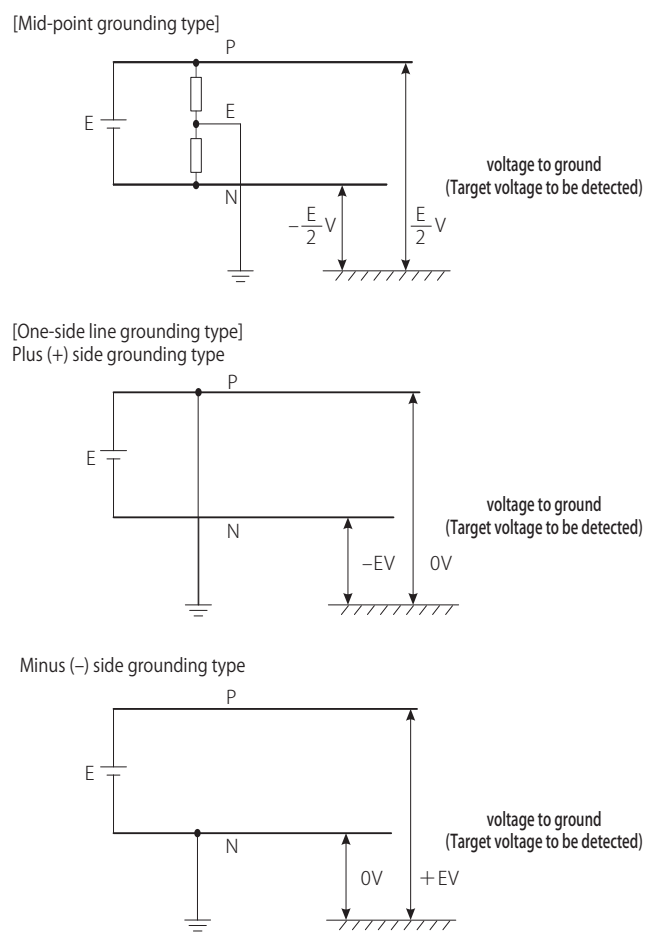 [Mid-point grounding type]
P
E
E
N
voltage to ground
(Target voltage to be detected)
−E/2 V
E/2 V
[One-side line grounding type]
Plus (+) side grounding type
P
E
N
voltage to ground
(Target voltage to be detected)
−EV
0V
Minus (−) side grounding type
P
E
N
voltage to ground
(Target voltage to be detected)
0V
+EV